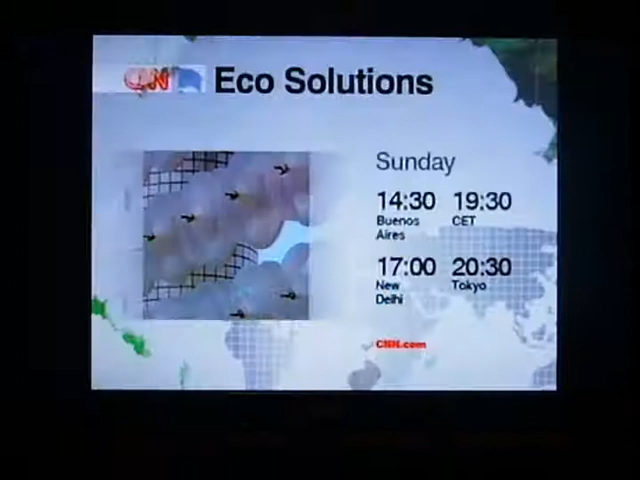 CNN Eco Solutions
Sunday
14:30 19:30
Buenos CET
Aires
17:00 20:30
New Tokyo
Delhi
CNN.com